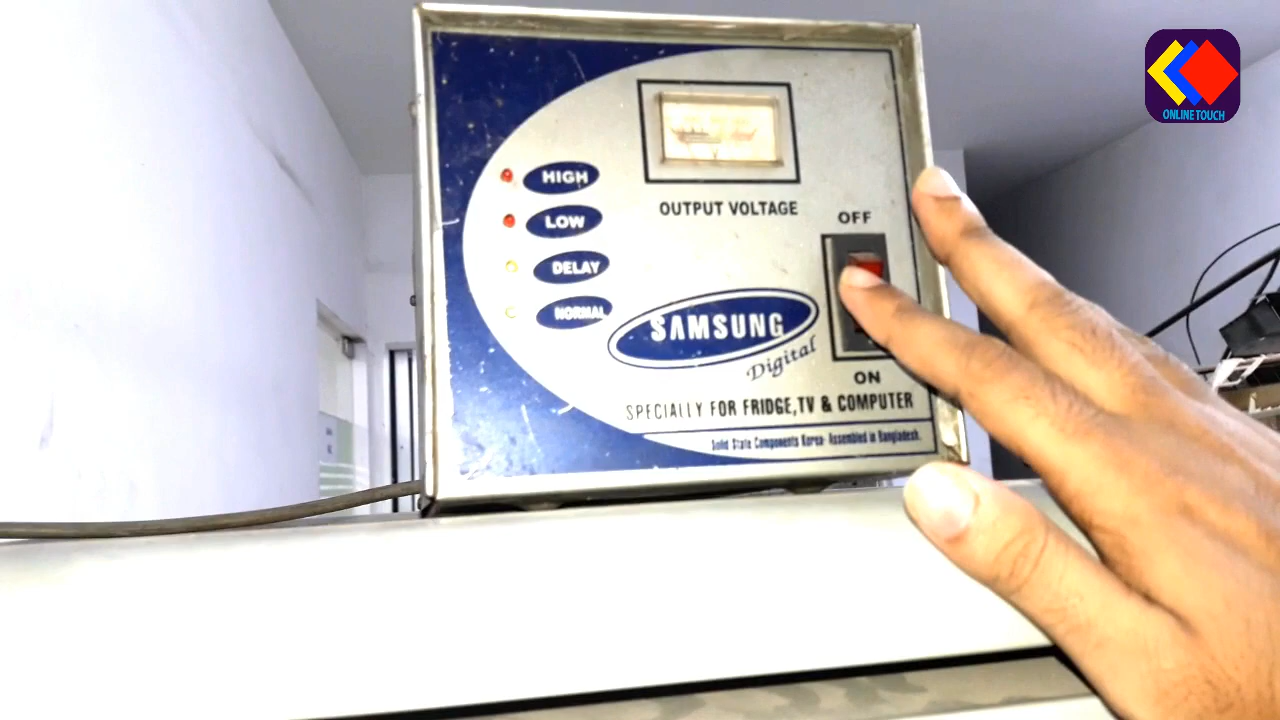 ONLINE TOUCH
HIGH
LOW
DELAY
NORMAL
OUTPUT VOLTAGE
OFF
ON
SAMSUNG
Digital
SPECIALLY FOR FRIDGE, TV & COMPUTER
Solid State Components Korea- Assembled in Bangladesh.